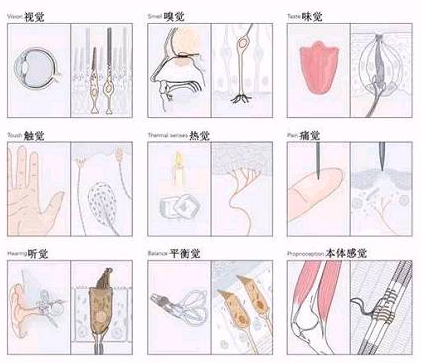 Vision 视觉
Smell 嗅觉
Taste 味觉
Touch 触觉
Thermal senses 热觉
Pain 痛觉
Hearing 听觉
Balance 平衡觉
Proprioception 本体感觉